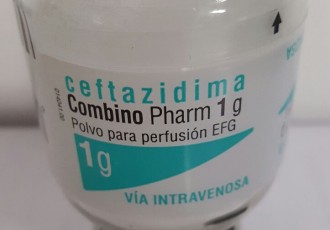 ceftazidima
Combino Pharm 1 g
Polvo para perfusión EFG
1g
VÍA INTRAVENOSA